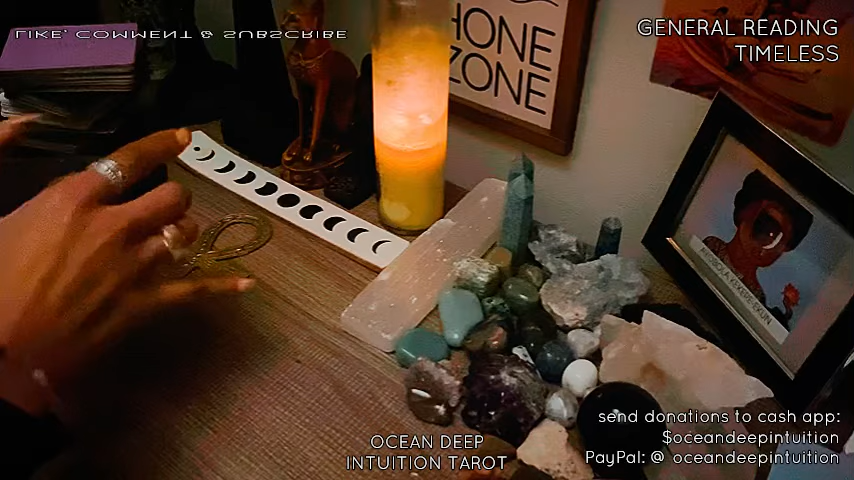 LIKE, COMMENT & SUBSCRIBE
GENERAL READING
TIMELESS
HONE
ZONE
OCEAN DEEP
INTUITION TAROT
send donations to cash app:
$oceandeepintuition
PayPal: @ oceandeepintuition